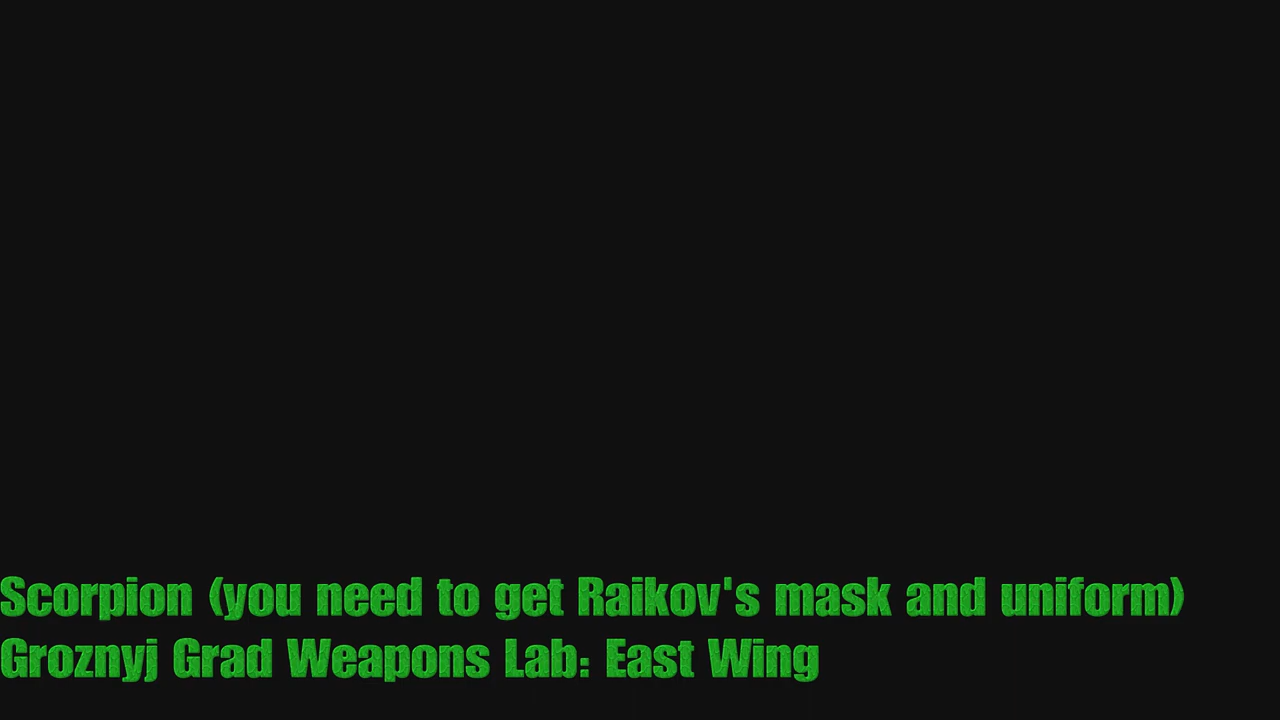 Scorpion (you need to get Raikov's mask and uniform)
Groznyj Grad Weapons Lab: East Wing